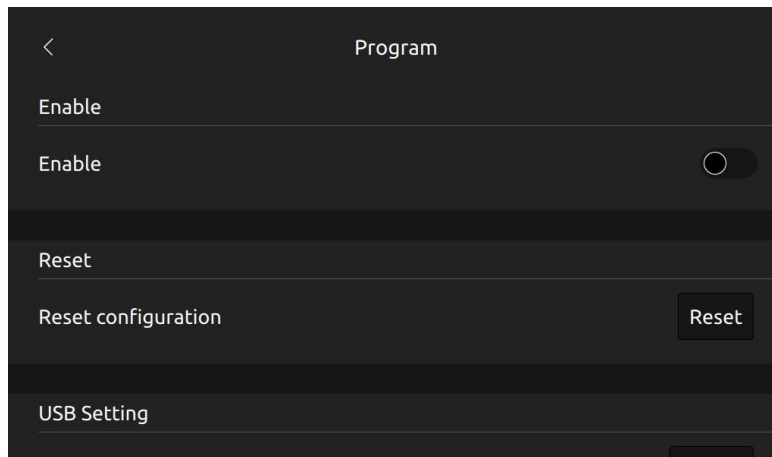 Program
Enable
Enable
Reset
Reset configuration
Reset
USB Setting